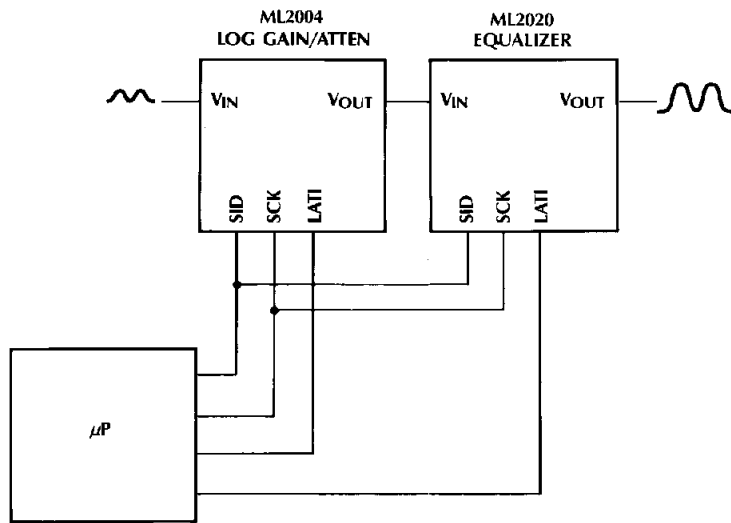 ML2004
LOG GAIN/ATTEN
ML2020
EQUALIZER
VIN
VOUT
VIN
VOUT
SID
SCK
LATI
SID
SCK
LATI
μP